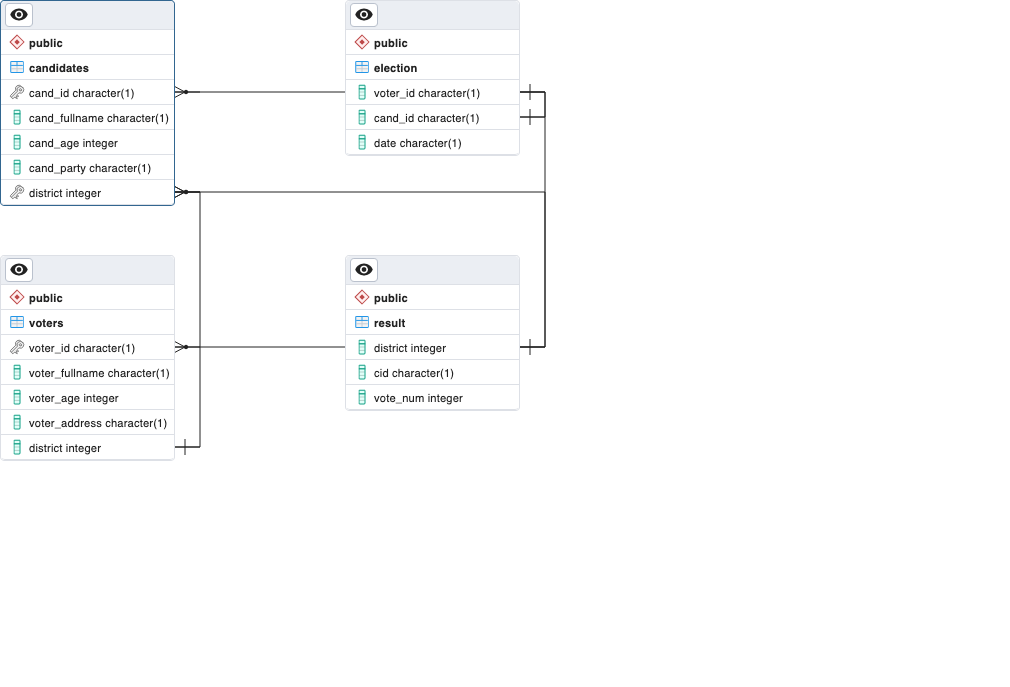 public
candidates
cand_id character(1)
cand_fullname character(1)
cand_age integer
cand_party character(1)
district integer
public
election
voter_id character(1)
cand_id character(1)
date character(1)
public
voters
voter_id character(1)
voter_fullname character(1)
voter_age integer
voter_address character(1)
district integer
public
result
district integer
cid character(1)
vote_num integer